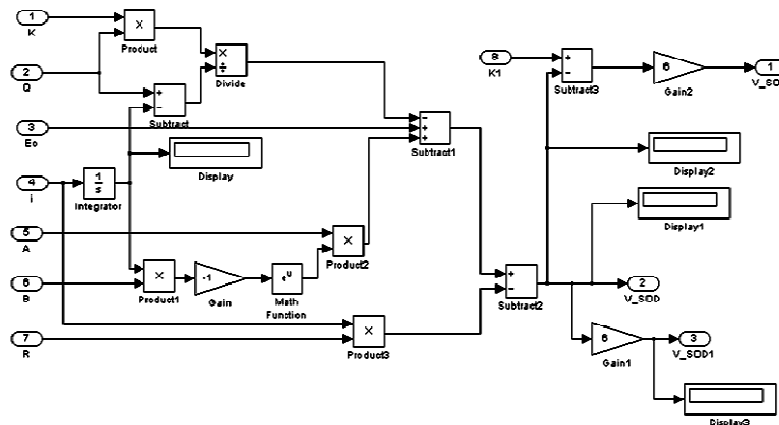 1
K
Product
2
Q
Divide
Subtract
3
Eo
Subtract1
Display
4
i
1
s
Integrator
5
A
Product2
6
B
Product1
-1
Gain
e^u
Math
Function
7
R
Product3
8
K1
Subtract3
6
Gain2
1
Display2
Display1
Subtract2
2
V_SOD
6
Gain1
3
V_SOD1
Display3